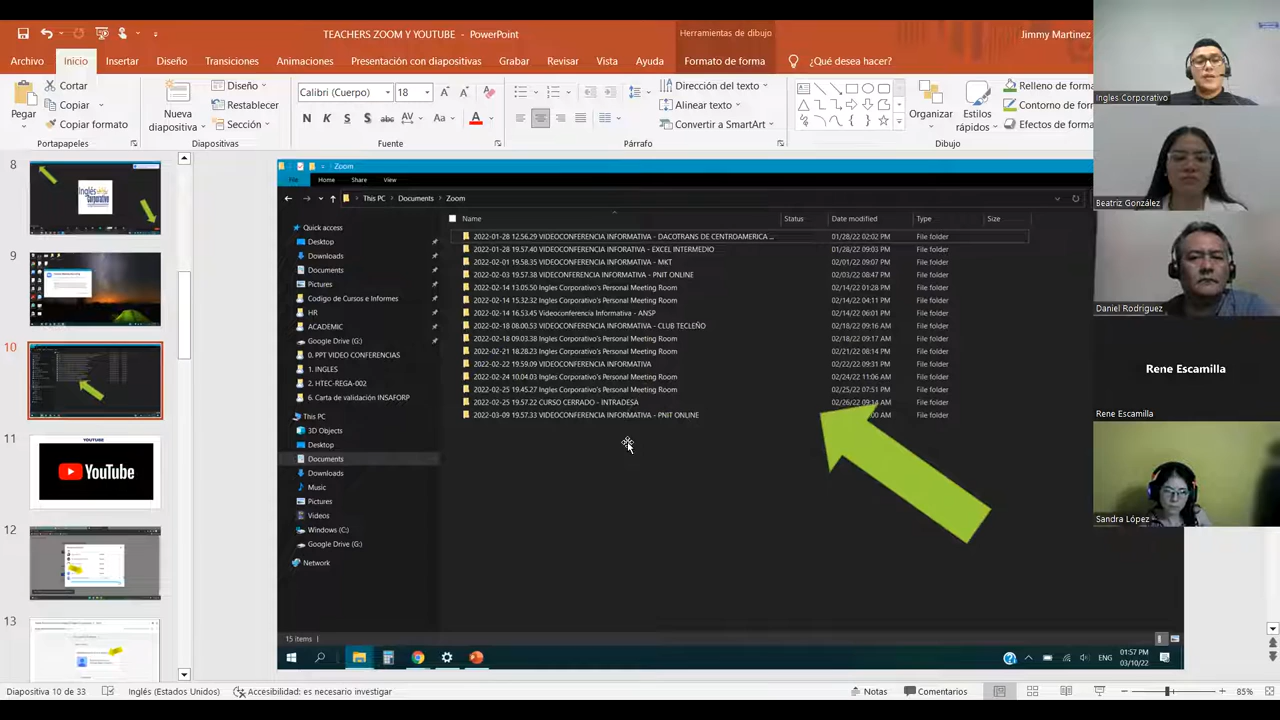 TEACHERS ZOOM Y YOUTUBE - PowerPoint
Herramientas de dibujo
Jimmy Martinez
Archivo Inicio Insertar Diseño Transiciones Animaciones Presentación con diapositivas Grabar Revisar Vista Ayuda Formato de forma ¿Qué desea hacer?
Pegar
Cortar
Copiar
Copiar formato
Portapapeles
Nueva
diapositiva
Diseño
Restablecer
Sección
Diapositivas
Calibri (Cuerpo) 18
N K S S abc AV Aa A
Fuente
Dirección del texto
Alinear texto
Convertir a SmartArt
Párrafo
Organizar
Estilos
rápidos
Relleno de forma
Contorno de for
Efectos de forma
Dibujo
8
Inglés
corporativo
9
10
11
YOUTUBE
YouTube
12
13
Zoom
File Home Share View
This PC Documents Zoom
Quick access
Desktop
Downloads
Documents
Pictures
Codigo de Cursos e Informes
HR
ACADEMIC
Google Drive (G:)
0. PPT VIDEO CONFERENCIAS
1. INGLES
2. HTEC-REGA-002
6. Carta de validación INSAFORP
This PC
3D Objects
Desktop
Documents
Downloads
Music
Pictures
Videos
Windows (C:)
Google Drive (G:)
Network
15 items
Name Status Date modified Type Size
2022-01-28 12.56.29 VIDEOCONFERENCIA INFORMATIVA - DACOTRANS DE CENTROAMERICA ... 01/28/22 02:02 PM File folder
2022-01-28 19.57.40 VIDEOCONFERENCIA INFORATIVA - EXCEL INTERMEDIO 01/28/22 09:03 PM File folder
2022-02-01 19.58.35 VIDEOCONFERENCIA INFORMATIVA - MKT 02/01/22 09:07 PM File folder
2022-02-03 19.57.38 VIDEOCONFERENCIA INFORMATIVA - PNIT ONLINE 02/03/22 08:47 PM File folder
2022-02-14 13.05.50 Ingles Corporativo's Personal Meeting Room 02/14/22 01:28 PM File folder
2022-02-14 15.32.32 Ingles Corporativo's Personal Meeting Room 02/14/22 04:11 PM File folder
2022-02-14 16.53.45 Videoconferencia Informativa - ANSP 02/14/22 06:01 PM File folder
2022-02-18 08.00.53 VIDEOCONFERENCIA INFORMATIVA - CLUB TECLEÑO 02/18/22 09:16 AM File folder
2022-02-18 09.03.38 Ingles Corporativo's Personal Meeting Room 02/18/22 09:17 AM File folder
2022-02-21 18.28.23 Ingles Corporativo's Personal Meeting Room 02/21/22 08:14 PM File folder
2022-02-22 19.59.09 VIDEOCONFERENCIA INFORMATIVA 02/22/22 09:31 PM File folder
2022-02-24 10.04.03 Ingles Corporativo's Personal Meeting Room 02/24/22 11:06 AM File folder
2022-02-25 19.45.27 Ingles Corporativo's Personal Meeting Room 02/25/22 07:51 PM File folder
2022-02-25 19.57.22 CURSO CERRADO - INTRADESA 02/26/22 09:14 AM File folder
2022-03-09 19.57.33 VIDEOCONFERENCIA INFORMATIVA - PNIT ONLINE AM File folder
ENG
01:57 PM
03/10/22
Ingles Corporativo
Beatriz González
Daniel Rodriguez
Rene Escamilla
Rene Escamilla
Sandra López
Diapositiva 10 de 33 Inglés (Estados Unidos) Accesibilidad: es necesario investigar Notas Comentarios 85%